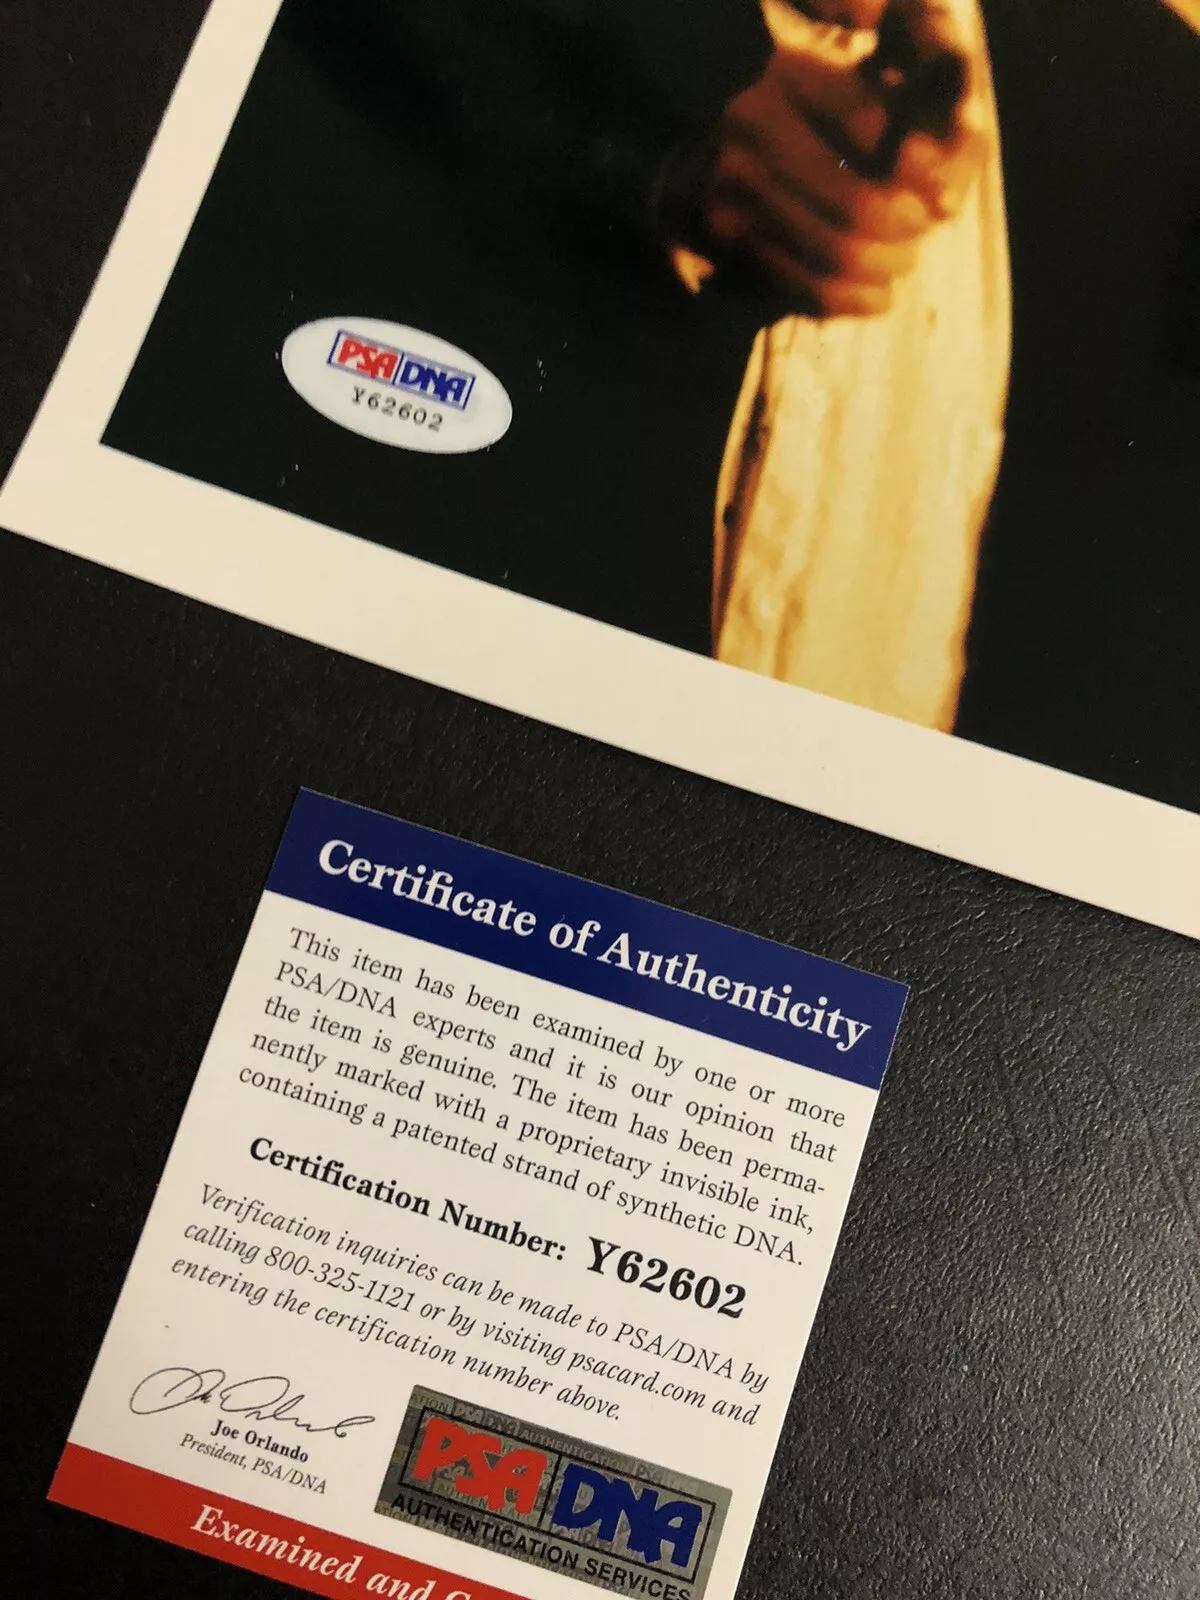 PSA DNA
Y62602
Certificate of Authenticity
This item has been examined by one or more
PSA/DNA experts and it is our opinion that
the item is genuine. The item has been perma-
nently marked with a proprietary invisible ink,
containing a patented strand of synthetic DNA.
Certification Number: Y62602
Verification inquiries can be made to PSA/DNA by
calling 800-325-1121 or by visiting psacard.com and
entering the certification number above.
Joe Orlando
President, PSA/DNA
PSA DNA
AUTHENTICATION SERVICES
Examined and